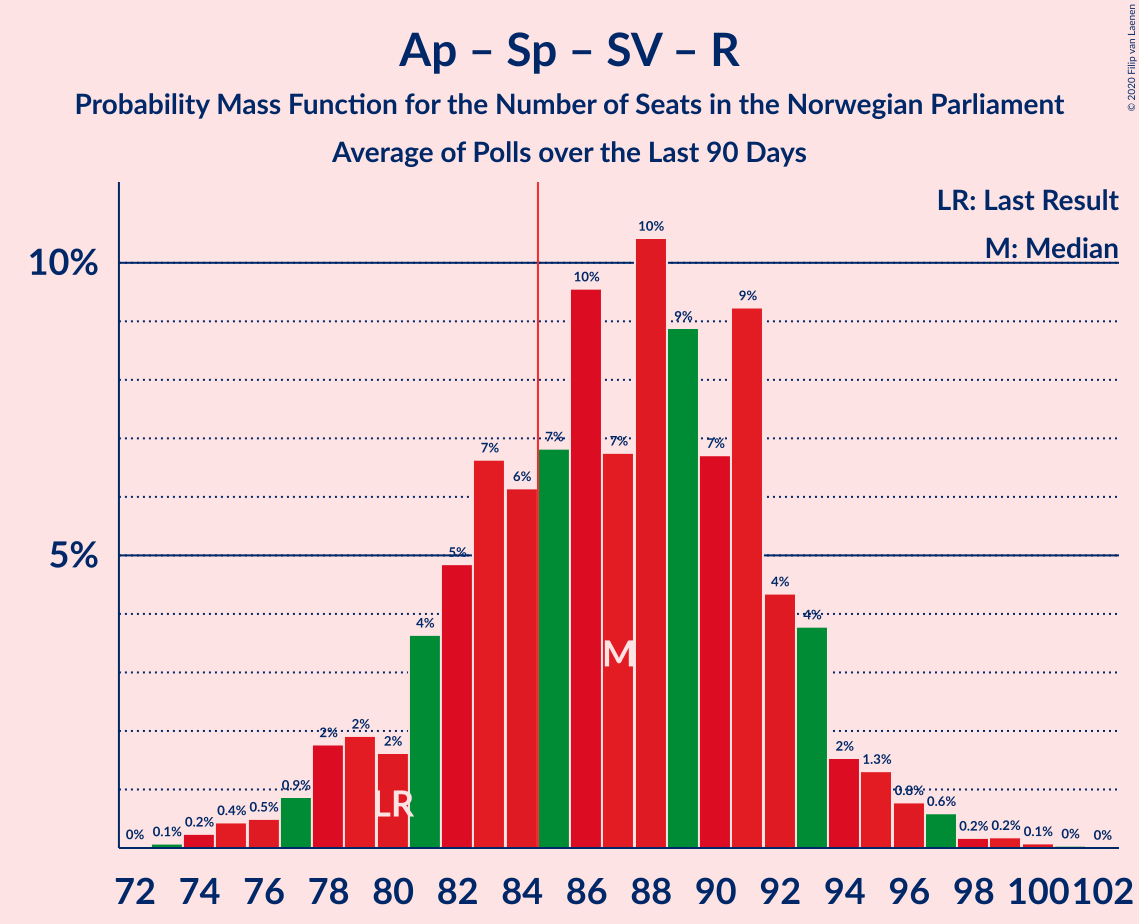 Ap – Sp – SV – R
Probability Mass Function for the Number of Seats in the Norwegian Parliament
Average of Polls over the Last 90 Days
© 2020 Filip van Laenen
LR: Last Result
M: Median
10%
5%
0% 0.1% 0.2% 0.4% 0.5% 0.9% 2% 2% 2% 4% 5% 7% 6% 7% 10% 7% 10% 9% 7% 9% 4% 4% 2% 1.3% 0.8% 0.6% 0.2% 0.2% 0.1% 0% 0%
M
LR
72 74 76 78 80 82 84 86 88 90 92 94 96 98 100 102